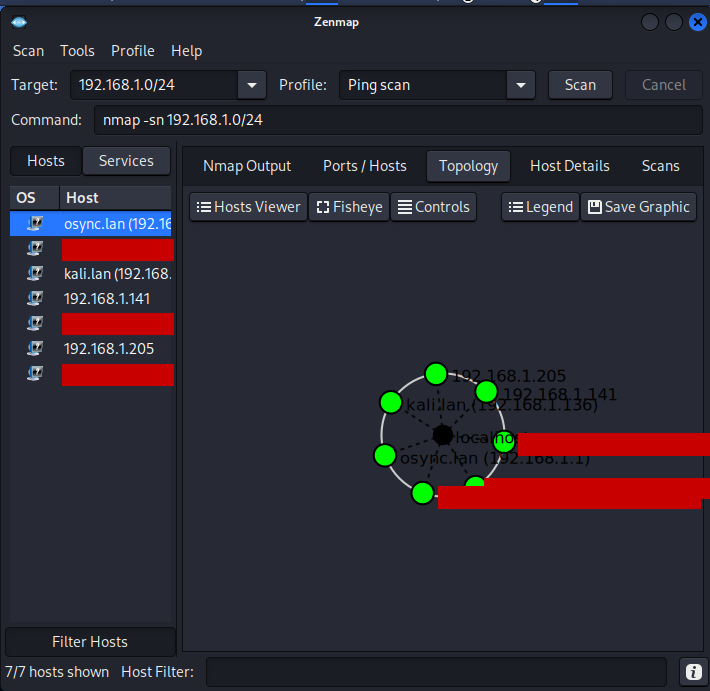 Zenmap
Scan Tools Profile Help
Target: 192.168.1.0/24 Profile: Ping scan Scan Cancel
Command: nmap -sn 192.168.1.0/24
Hosts Services
Nmap Output Ports / Hosts Topology Host Details Scans
OS Host
Hosts Viewer Fisheye Controls Legend Save Graphic
osync.lan (192.16
kali.lan (192.168.
192.168.1.141
192.168.1.205
192.168.1.205
192.168.1.141
kali.lan (192.168.1.136)
localhost
osync.lan (192.168.1.1)
Filter Hosts
7/7 hosts shown Host Filter: